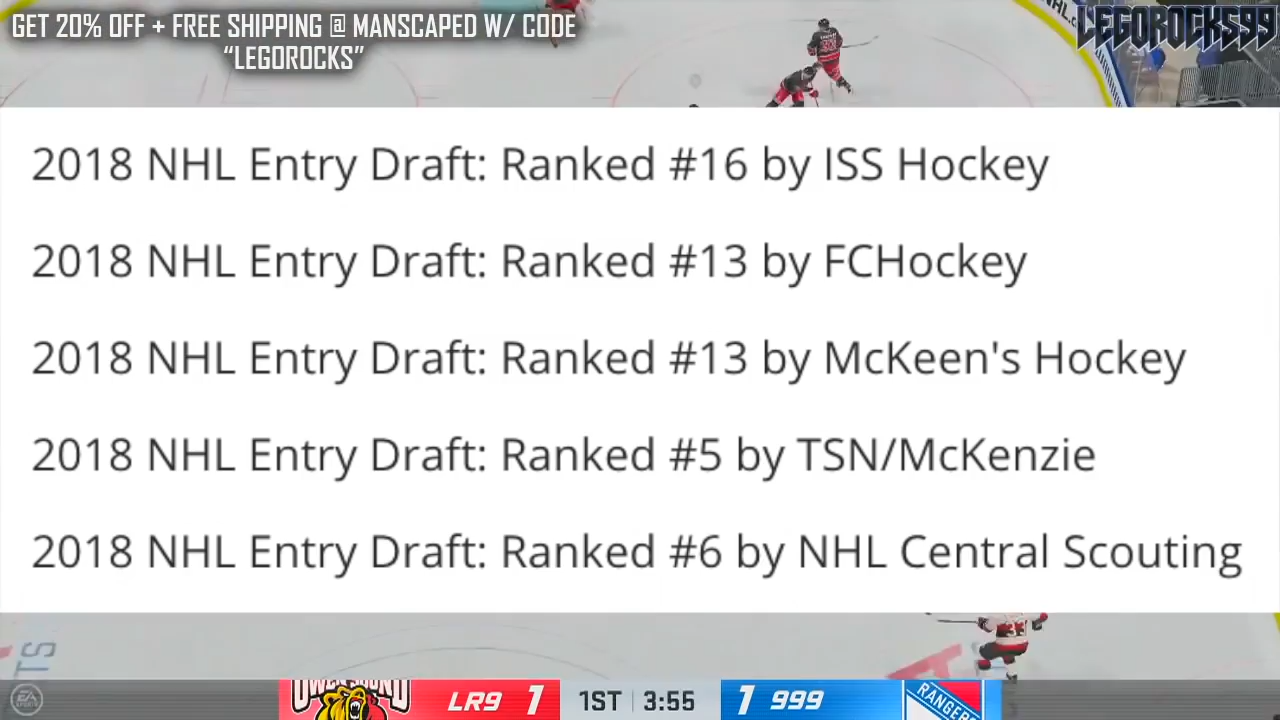 GET 20% OFF + FREE SHIPPING @ MANSCAPED W/ CODE
“LEGOROCKS”
LEGOROCKS99
2018 NHL Entry Draft: Ranked #16 by ISS Hockey
2018 NHL Entry Draft: Ranked #13 by FCHockey
2018 NHL Entry Draft: Ranked #13 by McKeen's Hockey
2018 NHL Entry Draft: Ranked #5 by TSN/McKenzie
2018 NHL Entry Draft: Ranked #6 by NHL Central Scouting
33
TS
LR9 1 1ST 3:55 1 999
RANGERS